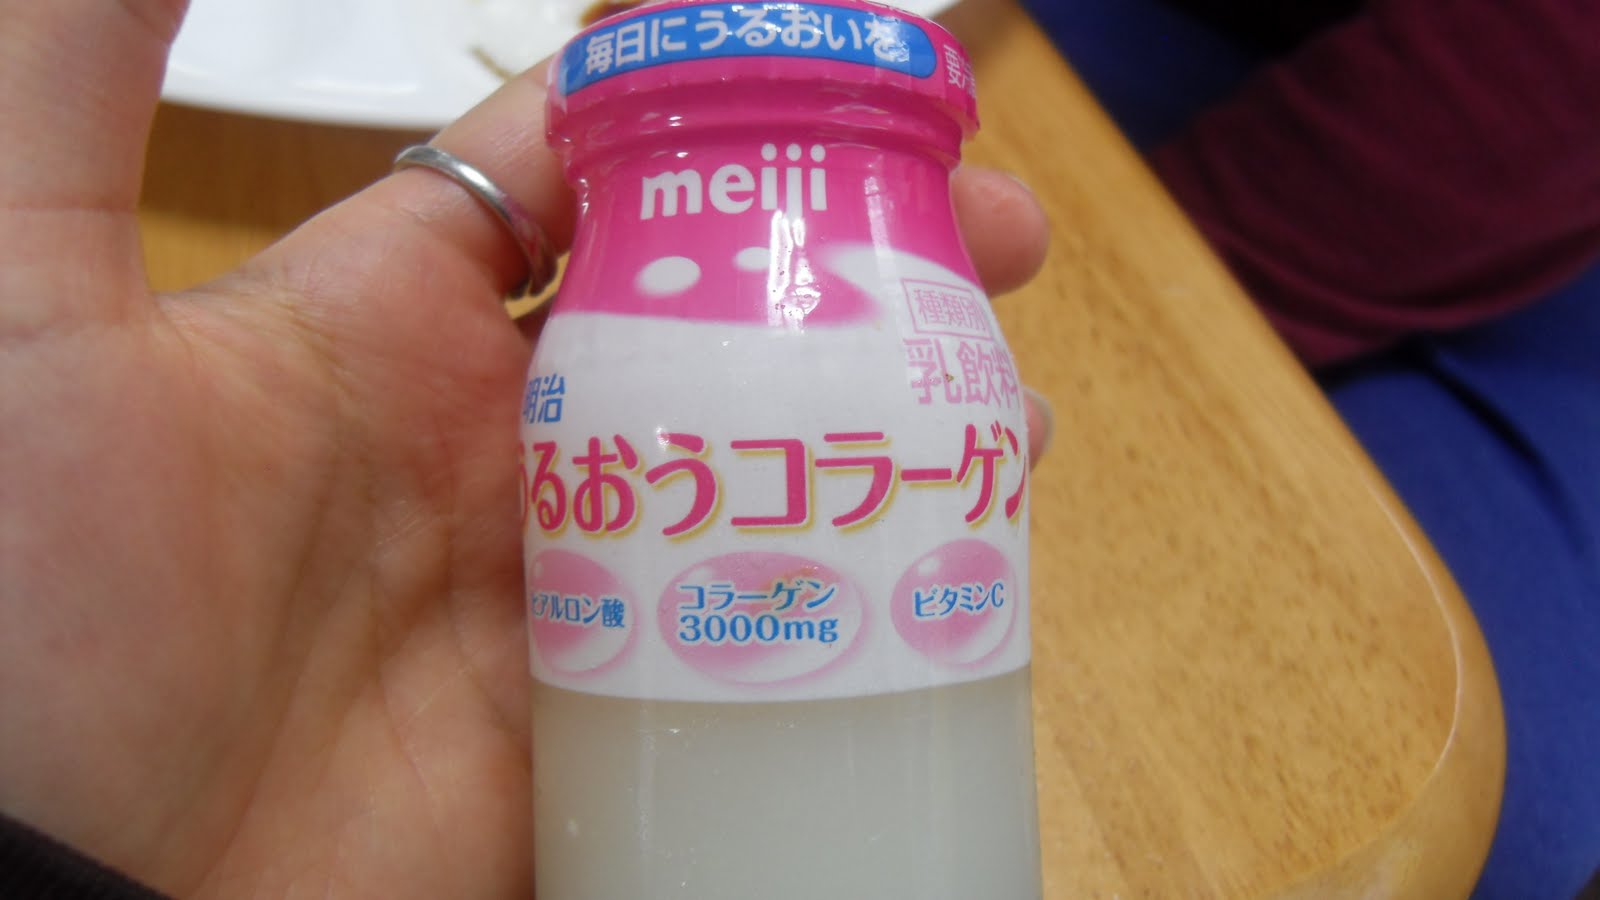 毎日にうるおいを
要冷
meiji
種類別
乳飲料
明治
うるおうコラーゲン
ヒアルロン酸
コラーゲン
3000mg
ビタミンC